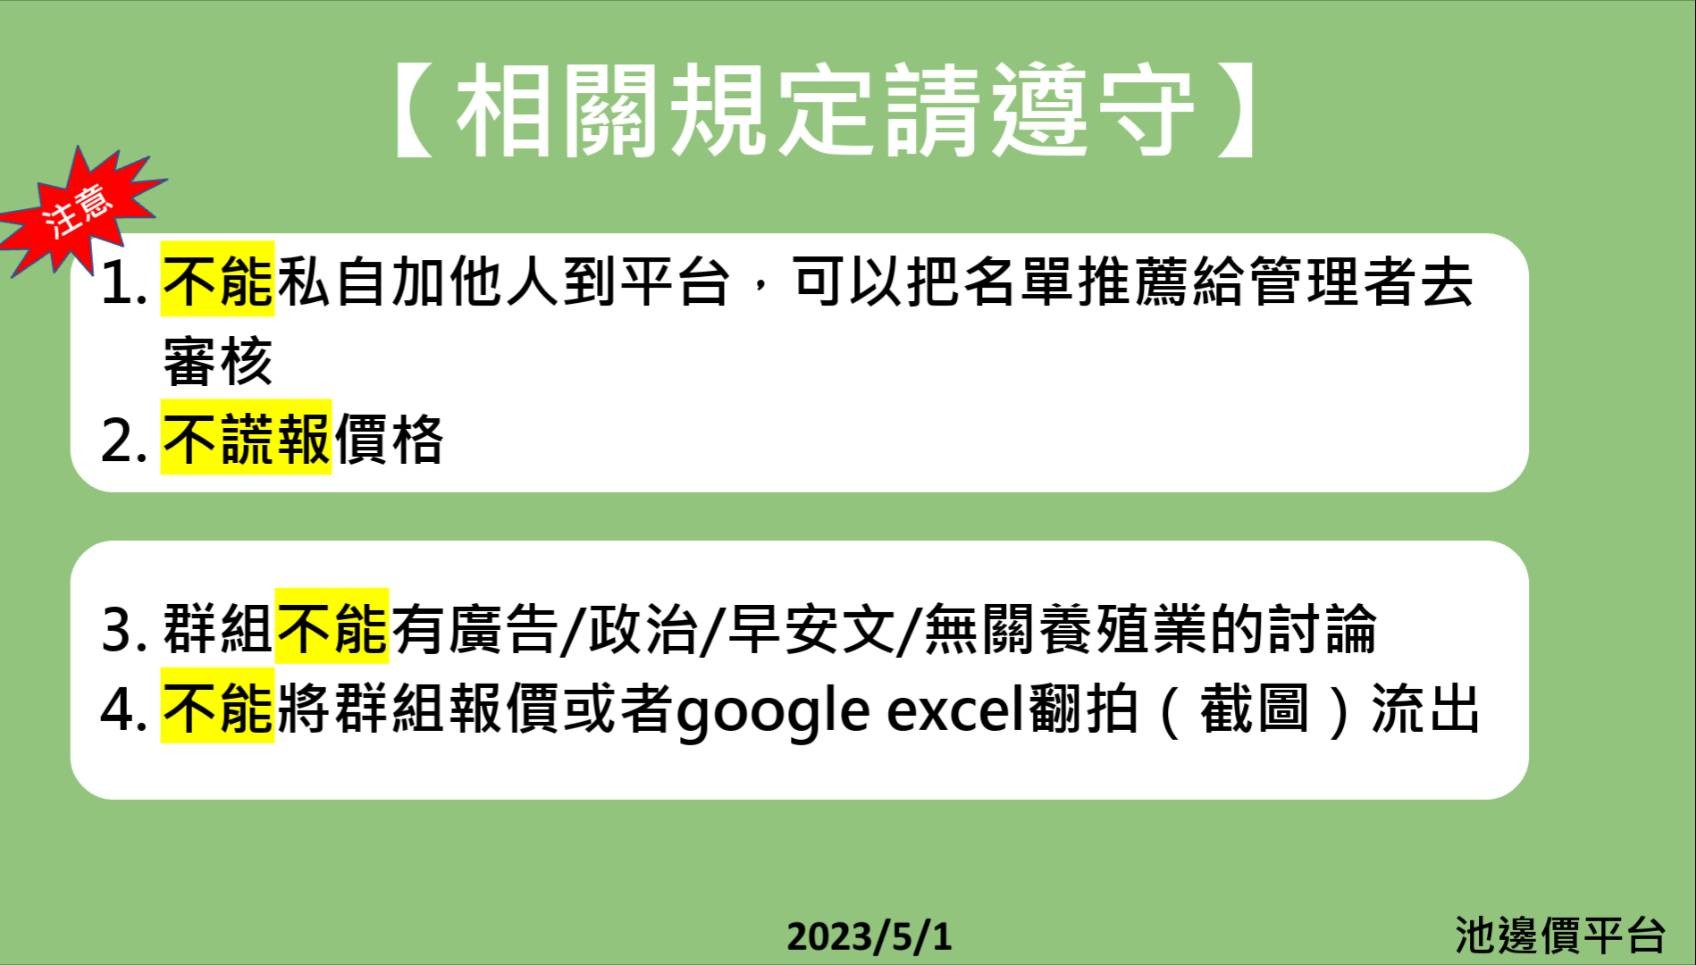 【相關規定請遵守】
注意
1. 不能私自加他人到平台，可以把名單推薦給管理者去
審核
2. 不謊報價格
3. 群組不能有廣告/政治/早安文/無關養殖業的討論
4. 不能將群組報價或者google excel翻拍（截圖）流出
2023/5/1
池邊價平台